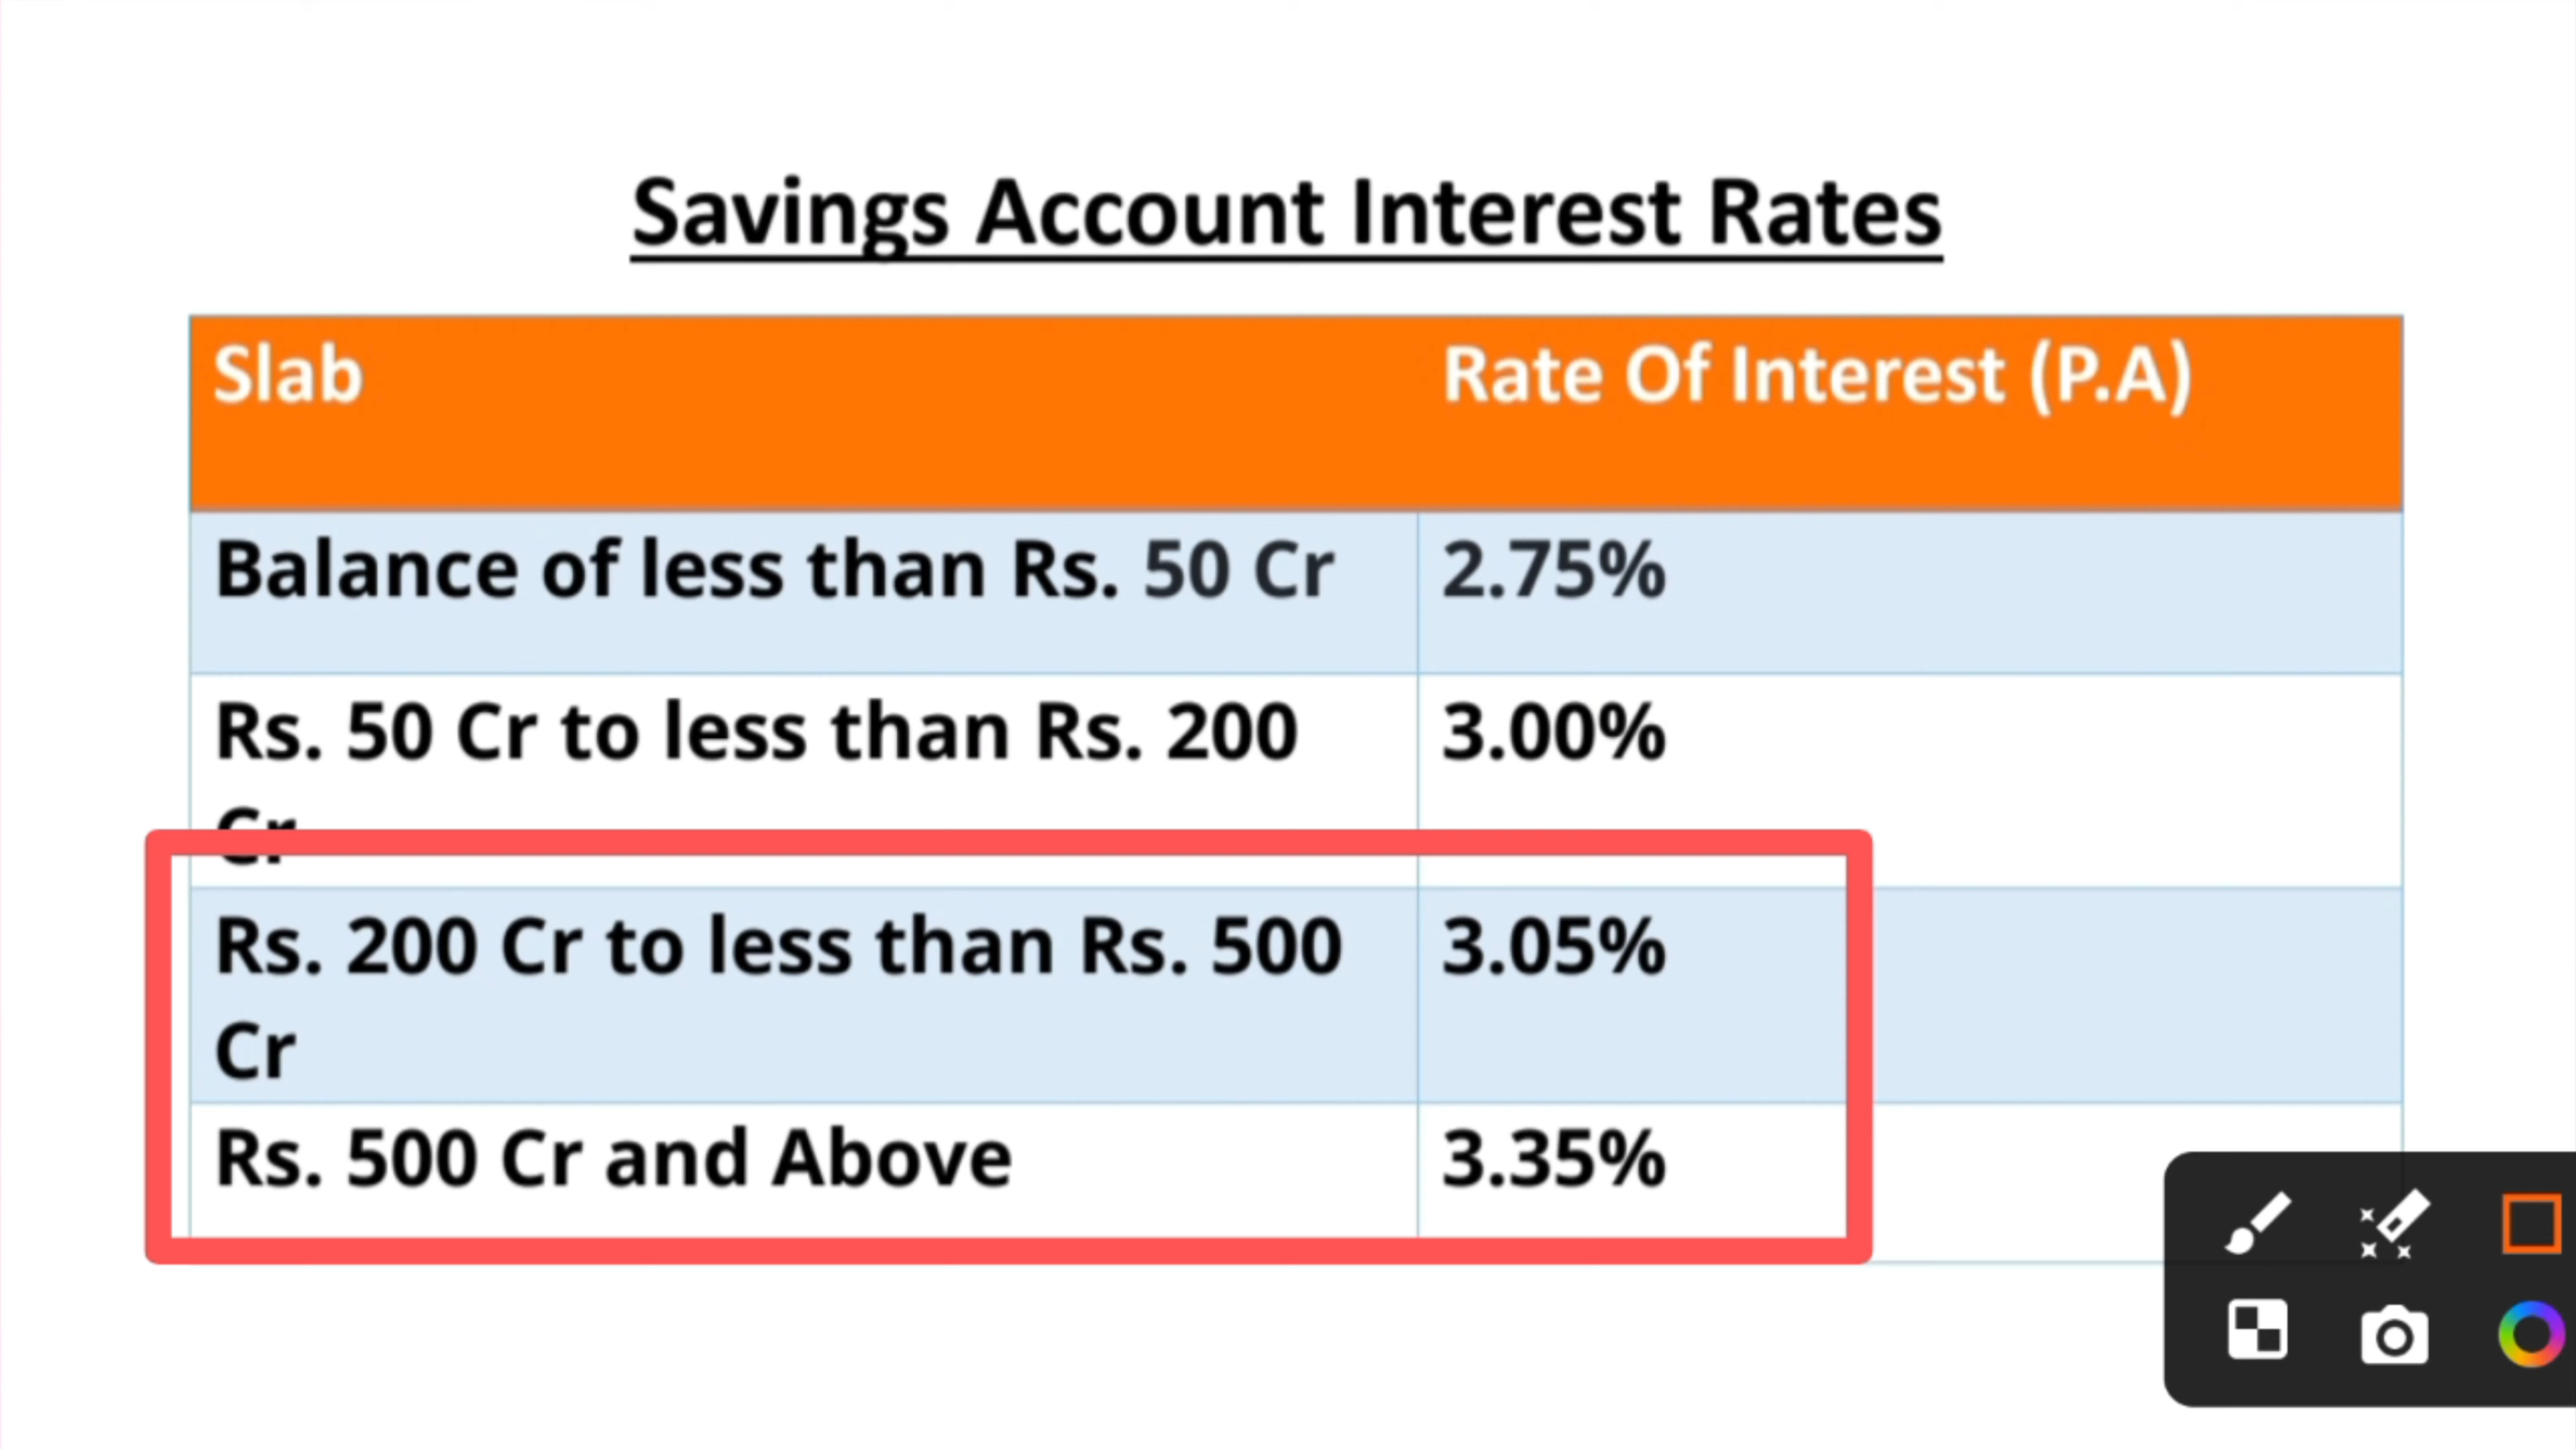 Savings Account Interest Rates
Slab Rate Of Interest (P.A)
Balance of less than Rs. 50 Cr 2.75%
Rs. 50 Cr to less than Rs. 200 3.00%
Cr
Rs. 200 Cr to less than Rs. 500 3.05%
Cr
Rs. 500 Cr and Above 3.35%